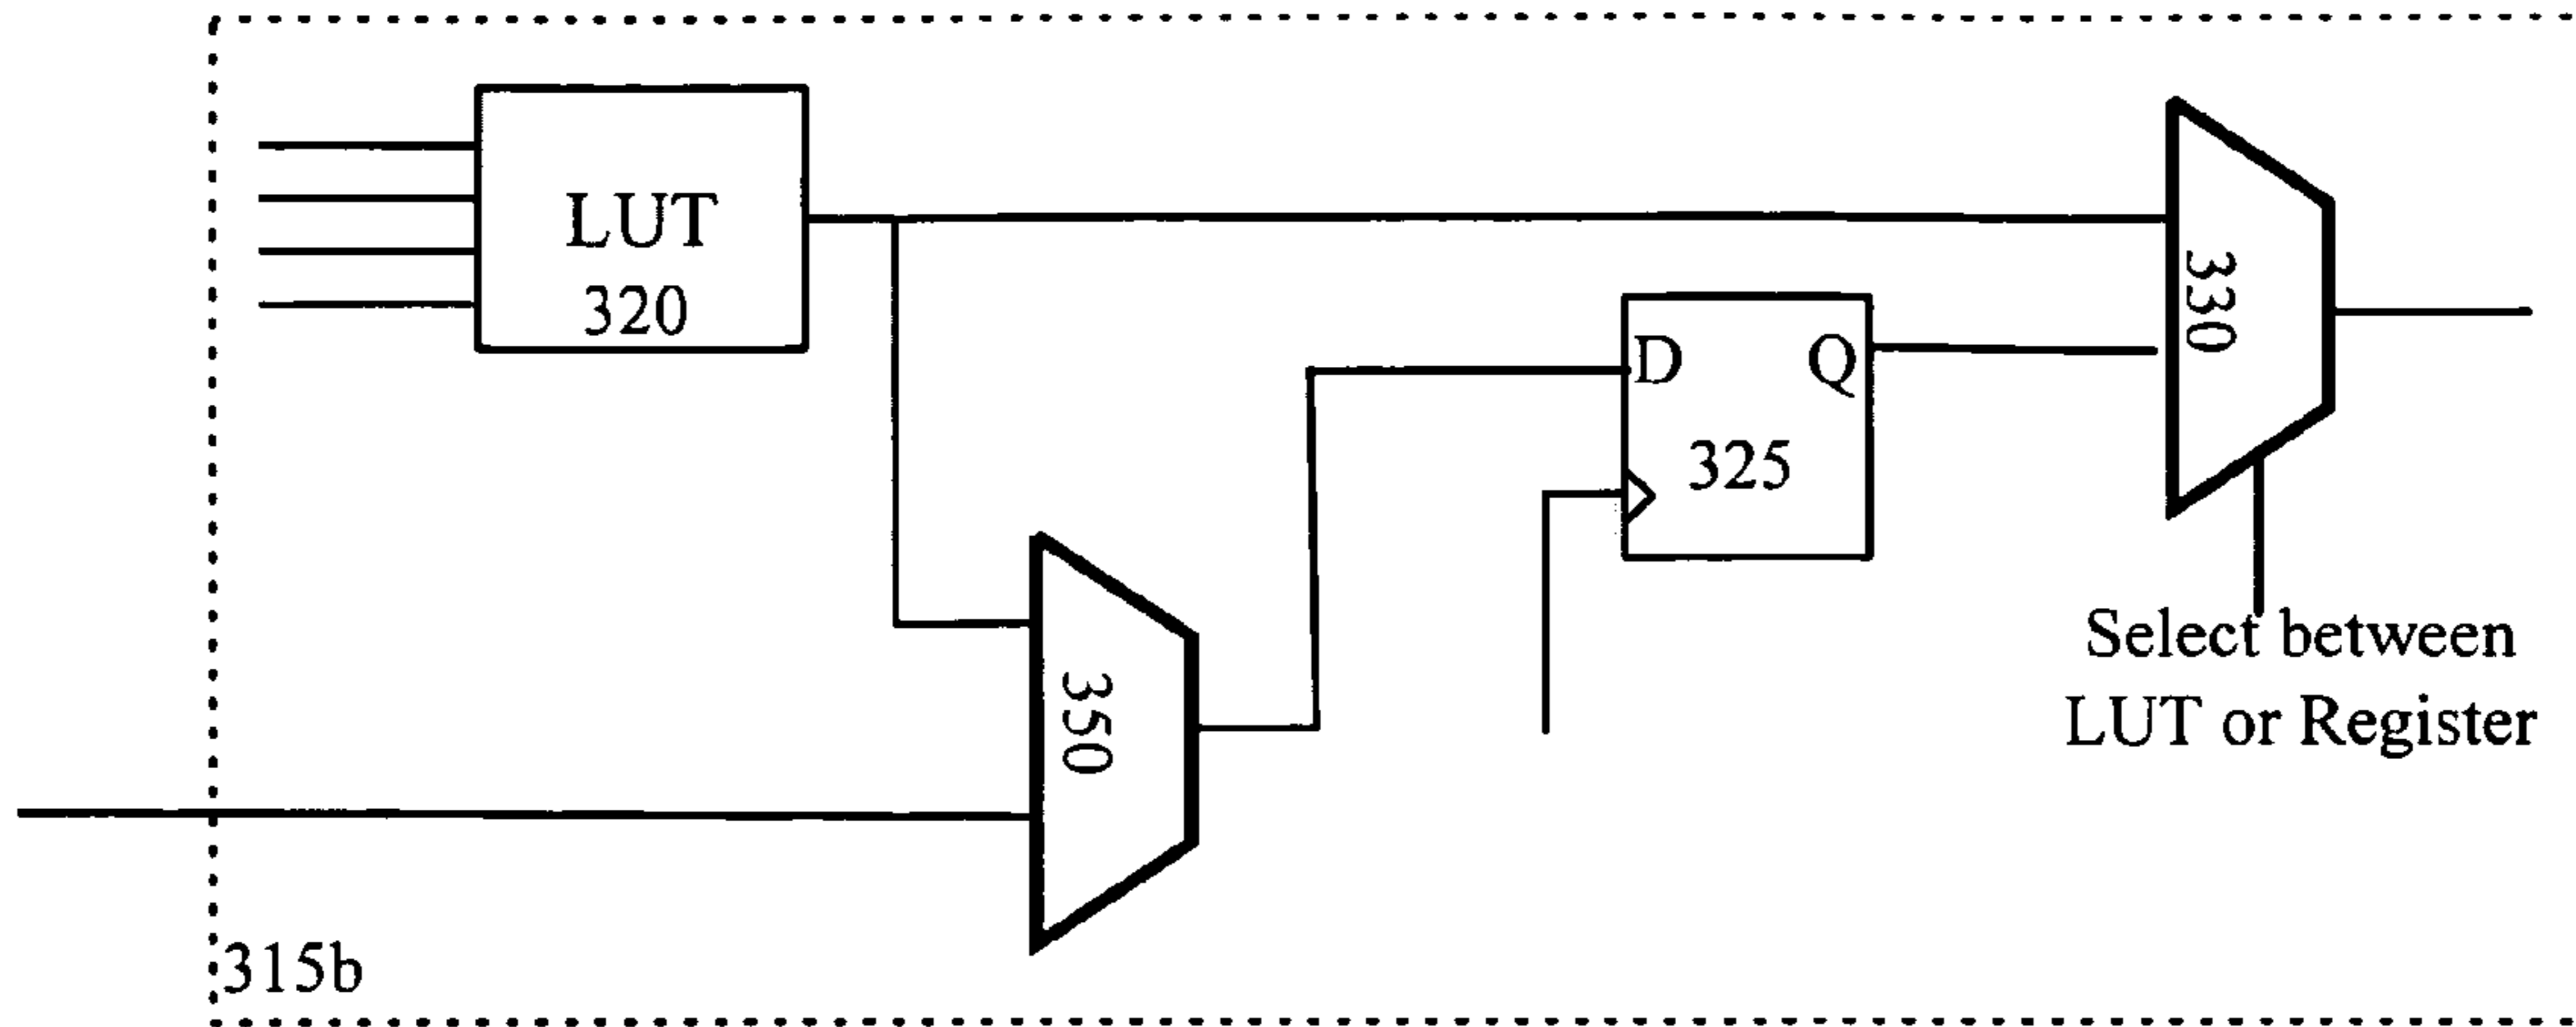 LUT
320
330
D Q
325
Select between
LUT or Register
350
315b